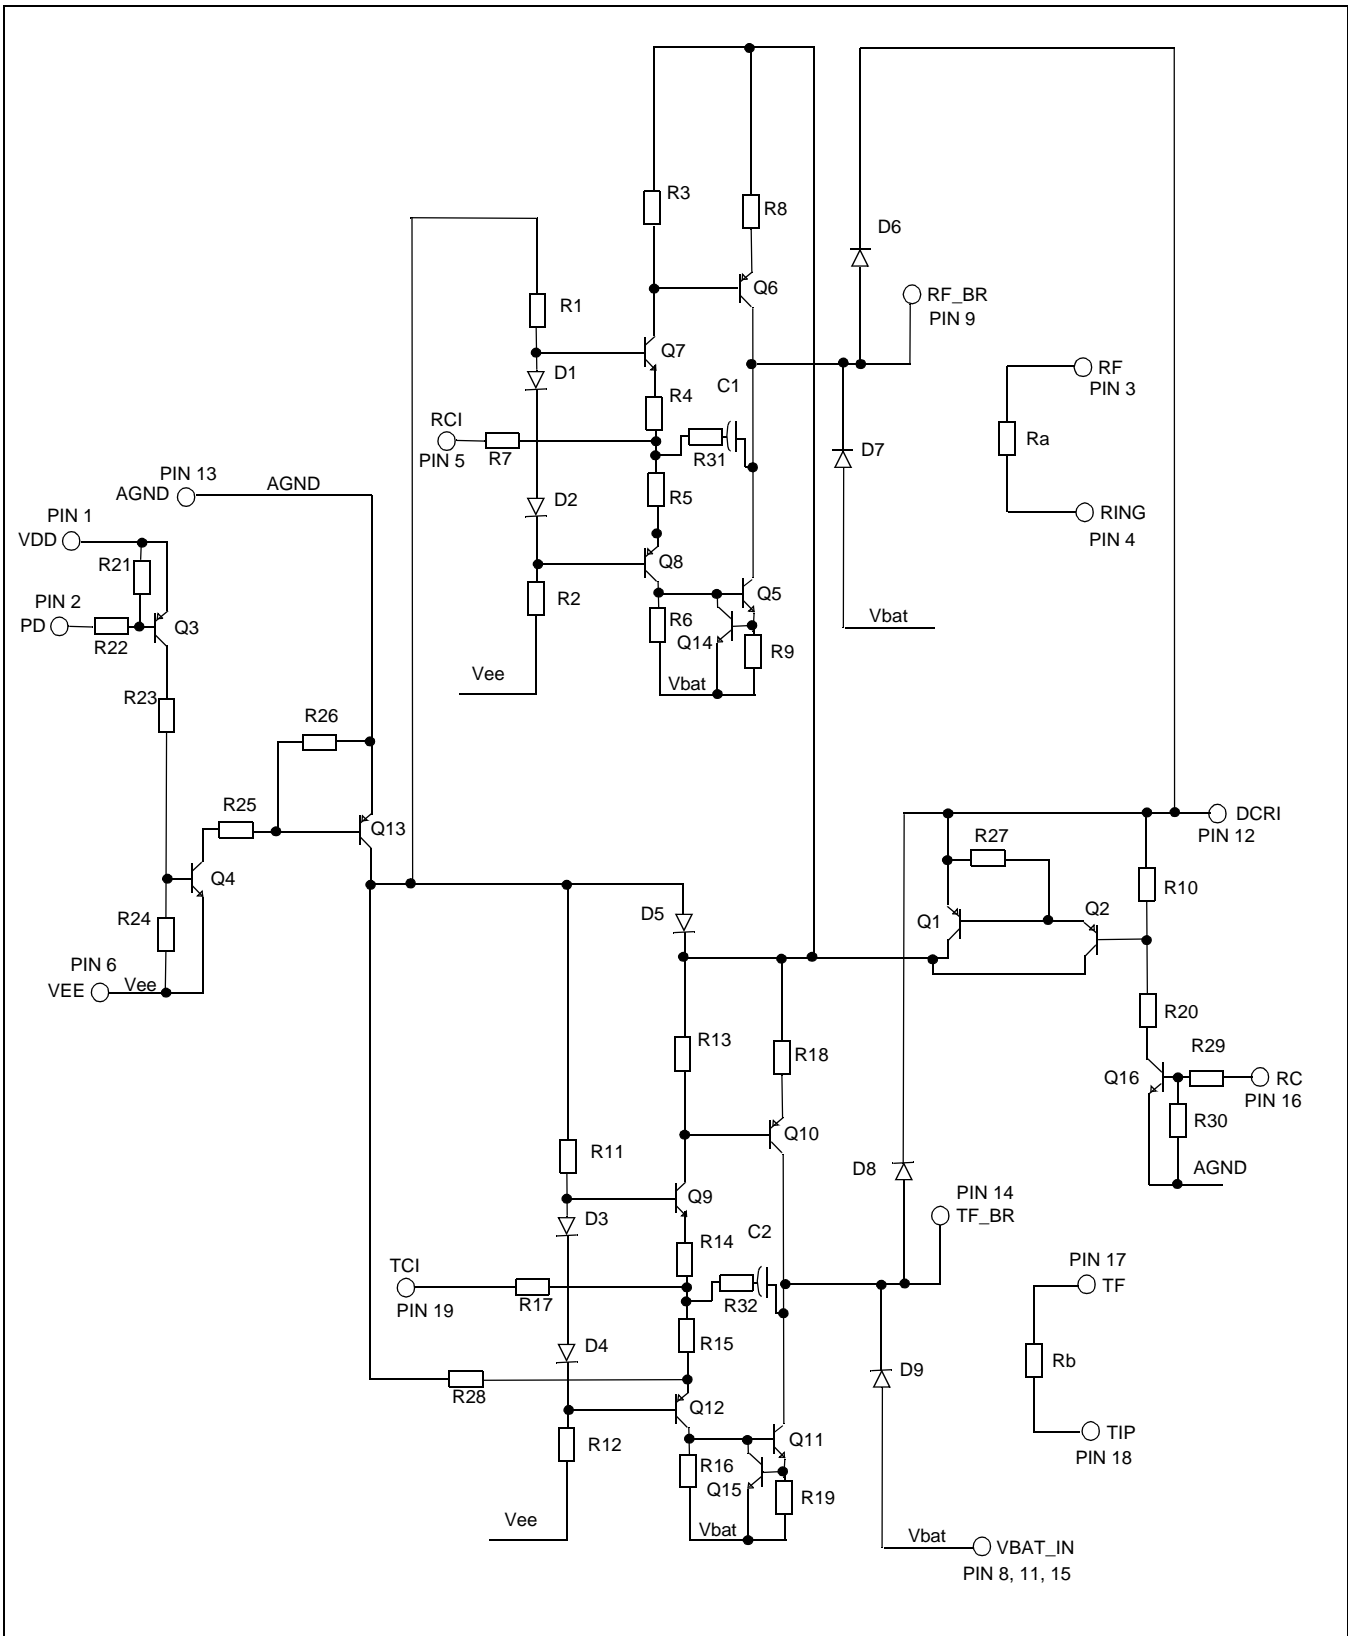 R3
R8
D6
R1
Q6
RF_BR
PIN 9
Q7
D1
C1
RF
PIN 3
R4
RCI
PIN 5
R7
R31
D7
Ra
PIN 13
AGND
AGND
R5
D2
RING
PIN 4
PIN 1
VDD
R21
Q8
PIN 2
PD
R22
Q3
R2
Q5
R6
Q14
R9
Vbat
Vee
Vbat
R23
R26
R25
Q13
R27
DCRI
PIN 12
Q4
R24
D5
Q1
Q2
R10
PIN 6
VEE
Vee
R13
R18
R20
R29
Q16
RC
PIN 16
R30
Q10
R11
D8
AGND
Q9
PIN 14
TF_BR
D3
R14
C2
TCI
PIN 19
R17
R32
PIN 17
TF
R15
D4
D9
Rb
R28
Q12
R12
Q11
R16
Q15
R19
TIP
PIN 18
Vee
Vbat
Vbat
VBAT_IN
PIN 8, 11, 15